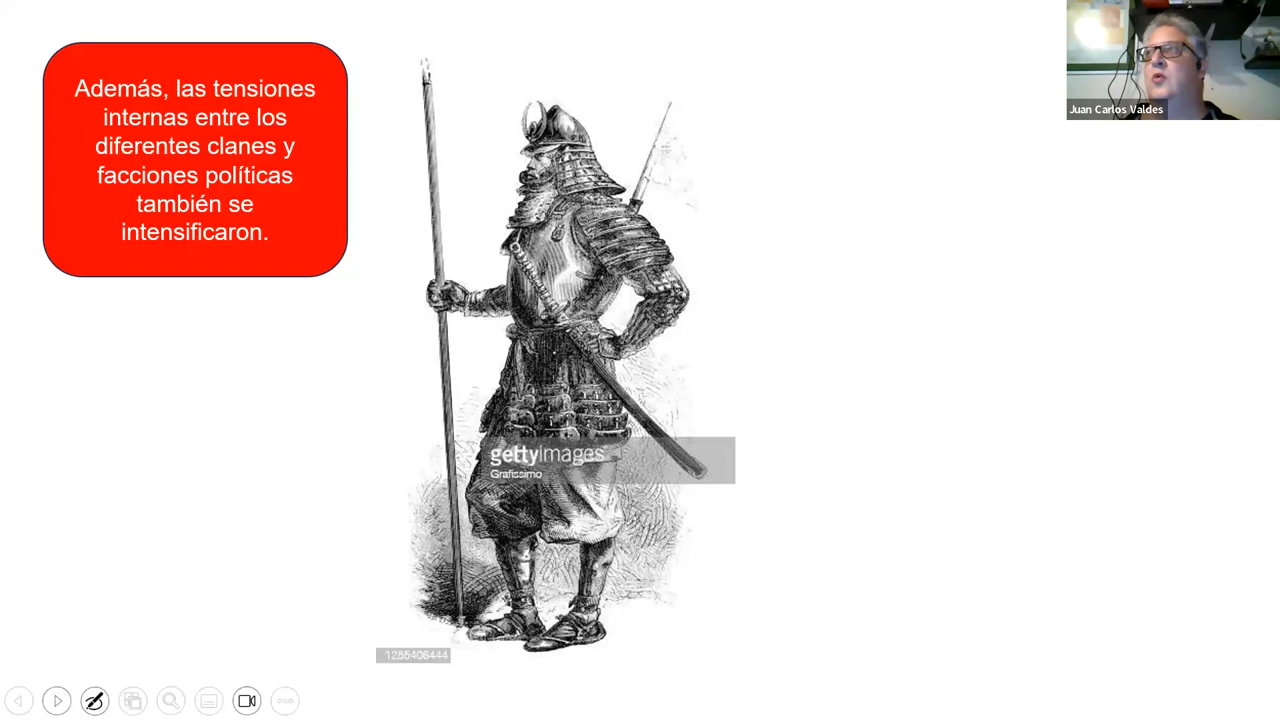 Además, las tensiones
internas entre los
diferentes clanes y
facciones políticas
también se
intensificaron.
Juan Carlos Valdes
gettyimages
Grafissimo
1285406444